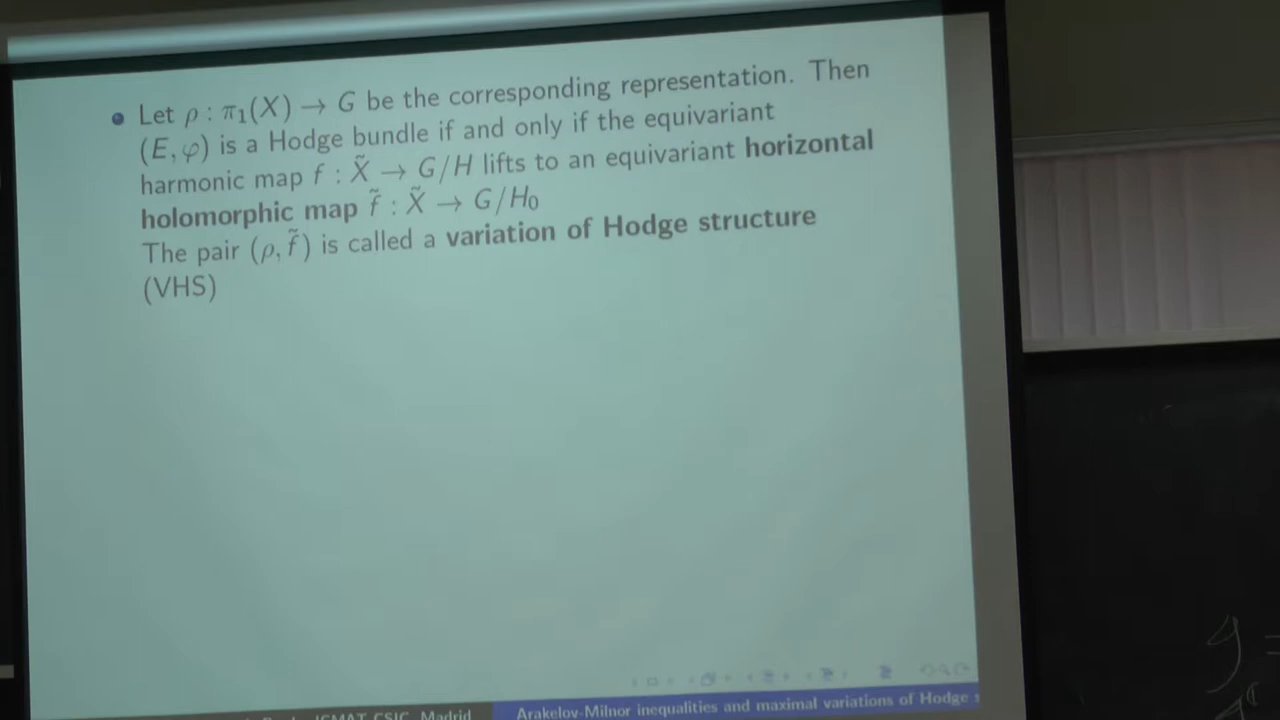 Let ρ : π₁(X) → G be the corresponding representation. Then
(E, φ) is a Hodge bundle if and only if the equivariant
harmonic map f : X̃ → G/H lifts to an equivariant horizontal
holomorphic map f̃ : X̃ → G/H₀
The pair (ρ, f̃) is called a variation of Hodge structure
(VHS)
ICMAT-CSIC, Madrid
Arakelov-Milnor inequalities and maximal variations of Hodge s
g =